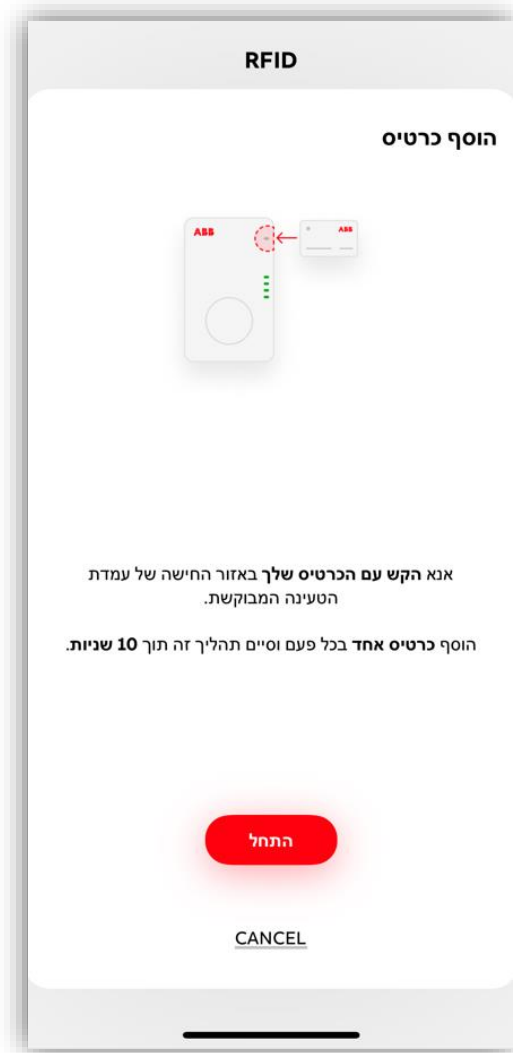 RFID
הוסף כרטיס
ABB
ABB
אנא הקש עם הכרטיס שלך באזור החישה של עמדת
הטעינה המבוקשת.
הוסף כרטיס אחד בכל פעם וסיים תהליך זה תוך 10 שניות.
התחל
CANCEL